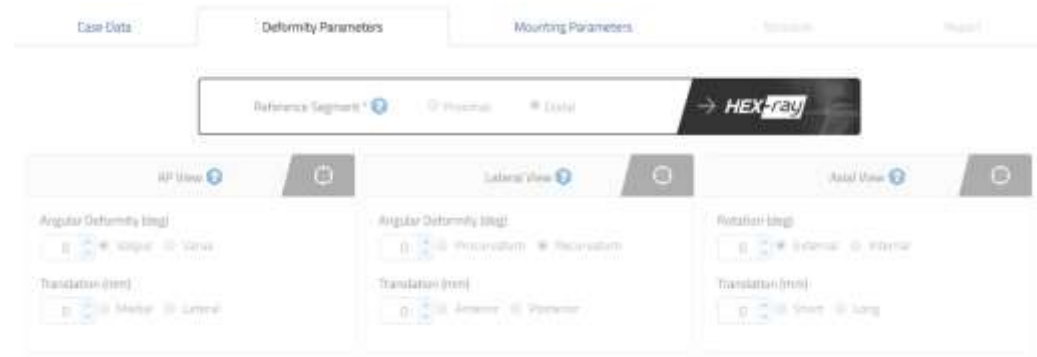 Case Data
Deformity Parameters
Mounting Parameters
Report
Reference Segment *
Proximal
Distal
→ HEX-ray
AP View
Lateral View
Axial View
Angular Deformity (deg)
Angular Deformity (deg)
Rotation (deg)
0 Valgus Varus
0 Procurvatum Recurvatum
0 External Internal
Translation (mm)
Translation (mm)
Translation (mm)
0 Medial Lateral
0 Anterior Posterior
0 Short Long